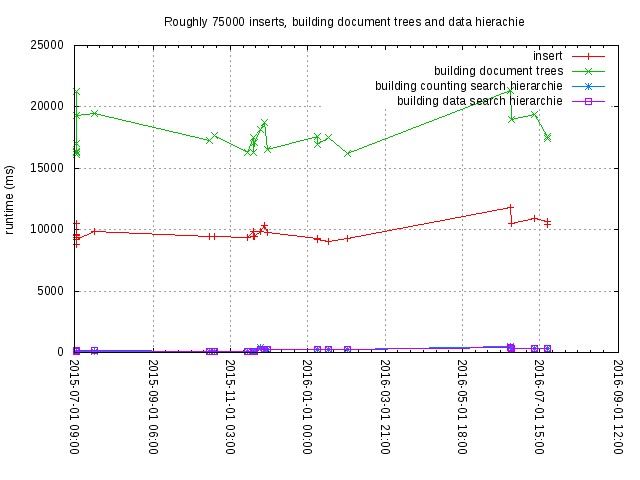 Roughly 75000 inserts, building document trees and data hierachie
25000
20000
15000
10000
5000
0
runtime (ms)
insert
building document trees
building counting search hierarchie
building data search hierarchie
2015-07-01 09:00
2015-09-01 06:00
2015-11-01 03:00
2016-01-01 00:00
2016-03-01 21:00
2016-05-01 18:00
2016-07-01 15:00
2016-09-01 12:00